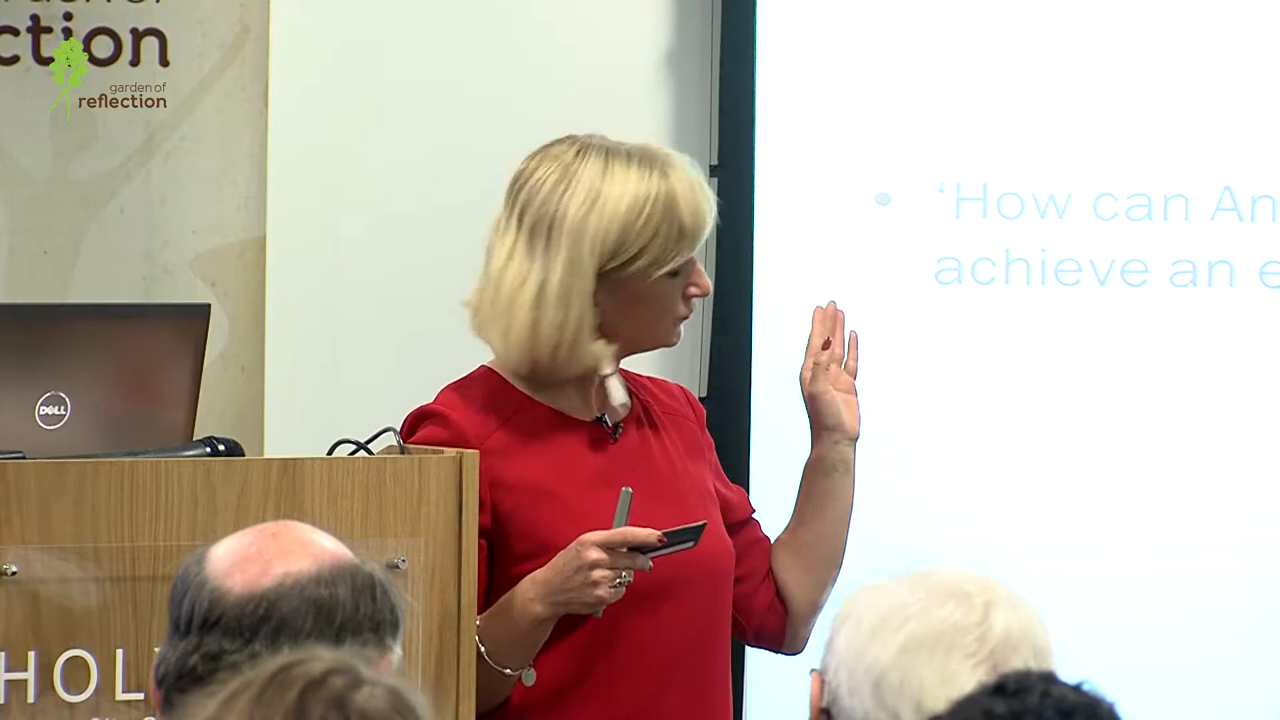 ction
garden of
reflection
DELL
• 'How can An
achieve an e
HOL